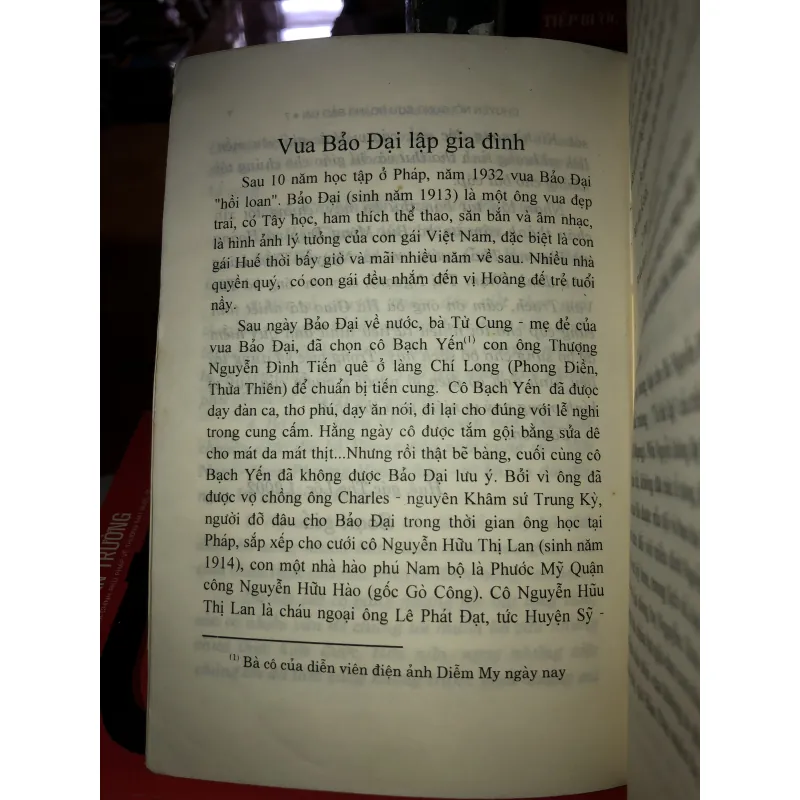 Vua Bảo Đại lập gia đình
Sau 10 năm học tập ở Pháp, năm 1932 vua Bảo Đại
"hồi loan". Bảo Đại (sinh năm 1913) là một ông vua đẹp
trai, có Tây học, ham thích thể thao, săn bắn và âm nhạc,
là hình ảnh lý tưởng của con gái Việt Nam, đặc biệt là con
gái Huế thời bấy giờ và mãi nhiều năm về sau. Nhiều nhà
quyền quý, có con gái đều nhắm đến vị Hoàng đế trẻ tuổi
nầy.
Sau ngày Bảo Đại về nước, bà Từ Cung - mẹ đẻ của
vua Bảo Đại, đã chọn cô Bạch Yến(1) con ông Thượng
Nguyễn Đình Tiến quê ở làng Chí Long (Phong Điền,
Thừa Thiên) để chuẩn bị tiến cung. Cô Bạch Yến đã được
dạy đàn ca, thơ phú, dạy ăn nói, đi lại cho đúng với lễ nghi
trong cung cấm. Hằng ngày cô được tắm gội bằng sửa dê
cho mát da mát thịt...Nhưng rồi thật bẽ bàng, cuối cùng cô
Bạch Yến đã không được Bảo Đại lưu ý. Bởi vì ông đã
được vợ chồng ông Charles - nguyên Khâm sứ Trung Kỳ,
người đỡ đầu cho Bảo Đại trong thời gian ông học tại
Pháp, sắp xếp cho cưới cô Nguyễn Hữu Thị Lan (sinh năm
1914), con một nhà hào phú Nam bộ là Phước Mỹ Quận
công Nguyễn Hữu Hào (gốc Gò Công). Cô Nguyễn Hữu
Thị Lan là cháu ngoại ông Lê Phát Đạt, tức Huyện Sỹ -
(1) Bà cô của diễn viên điện ảnh Diễm My ngày nay
TIẾP BƯỚC
TRƯỜNG